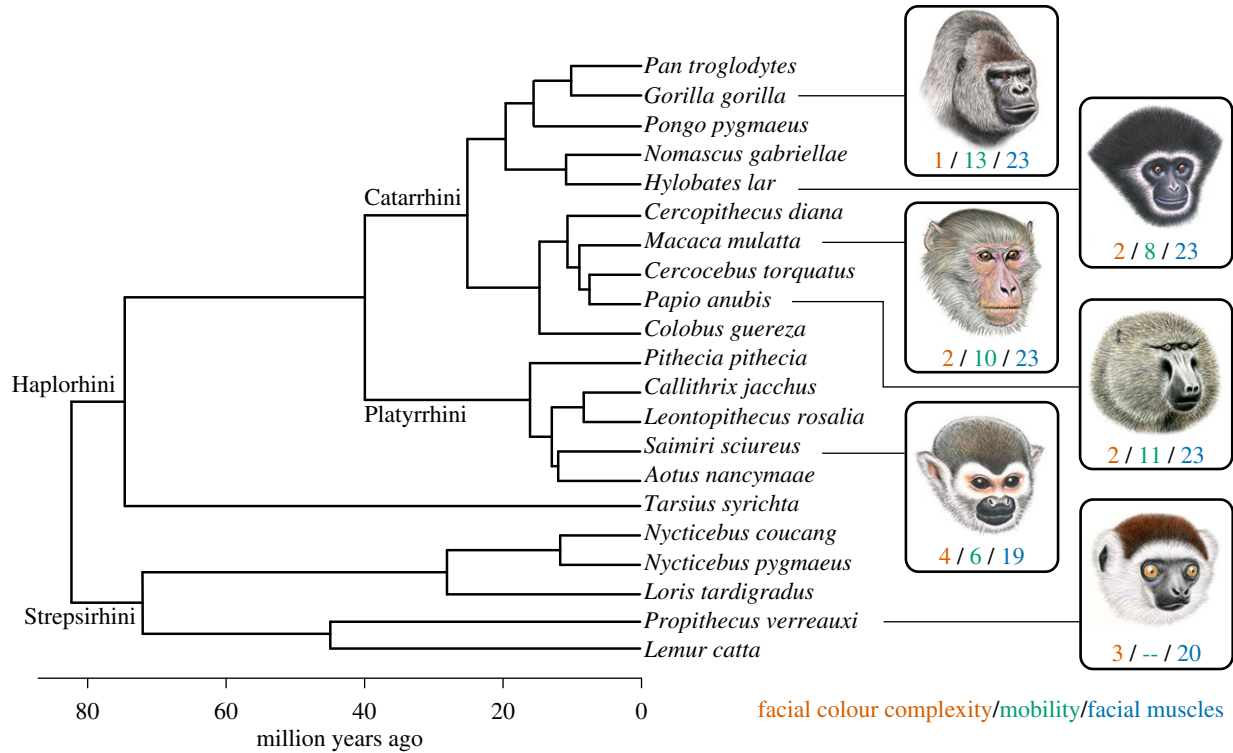 Pan troglodytes
Gorilla gorilla
Pongo pygmaeus
Nomascus gabriellae
Hylobates lar
Cercopithecus diana
Macaca mulatta
Cercocebus torquatus
Papio anubis
Colobus guereza
Pithecia pithecia
Callithrix jacchus
Leontopithecus rosalia
Saimiri sciureus
Aotus nancymaae
Tarsius syrichta
Nycticebus coucang
Nycticebus pygmaeus
Loris tardigradus
Propithecus verreauxi
Lemur catta
Catarrhini
Haplorhini
Platyrrhini
Strepsirhini
1 / 13 / 23
2 / 8 / 23
2 / 10 / 23
2 / 11 / 23
4 / 6 / 19
3 / -- / 20
80 60 40 20 0
million years ago
facial colour complexity/mobility/facial muscles